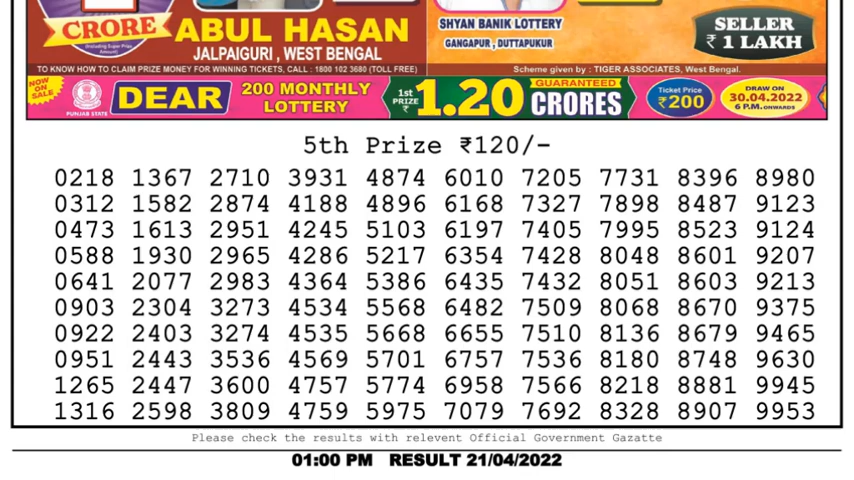 CRORE
(Including Super Prize Amount)
ABUL HASAN
JALPAIGURI, WEST BENGAL
SHYAN BANIK LOTTERY
GANGAPUR, DUTTAPUKUR
SELLER
₹ 1 LAKH
TO KNOW HOW TO CLAIM PRIZE MONEY FOR WINNING TICKETS, CALL : 1800 102 3680 (TOLL FREE)
Scheme given by : TIGER ASSOCIATES, West Bengal.
NOW ON SALE
PUNJAB STATE
DEAR
200 MONTHLY
LOTTERY
1st PRIZE ₹
1.20
GUARANTEED
CRORES
Ticket Price
₹200
DRAW ON
30.04.2022
6 P.M. ONWARDS
5th Prize ₹120/-
0218 1367 2710 3931 4874 6010 7205 7731 8396 8980
0312 1582 2874 4188 4896 6168 7327 7898 8487 9123
0473 1613 2951 4245 5103 6197 7405 7995 8523 9124
0588 1930 2965 4286 5217 6354 7428 8048 8601 9207
0641 2077 2983 4364 5386 6435 7432 8051 8603 9213
0903 2304 3273 4534 5568 6482 7509 8068 8670 9375
0922 2403 3274 4535 5668 6655 7510 8136 8679 9465
0951 2443 3536 4569 5701 6757 7536 8180 8748 9630
1265 2447 3600 4757 5774 6958 7566 8218 8881 9945
1316 2598 3809 4759 5975 7079 7692 8328 8907 9953
Please check the results with relevent Official Government Gazatte
01:00 PM RESULT 21/04/2022